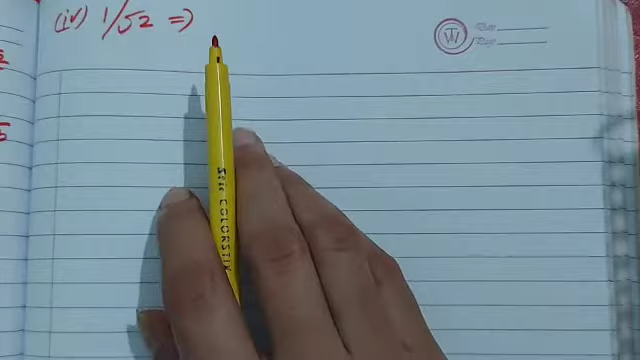 (iv) 1/√2 ⇒
Date
Page
W
COLORSTIX